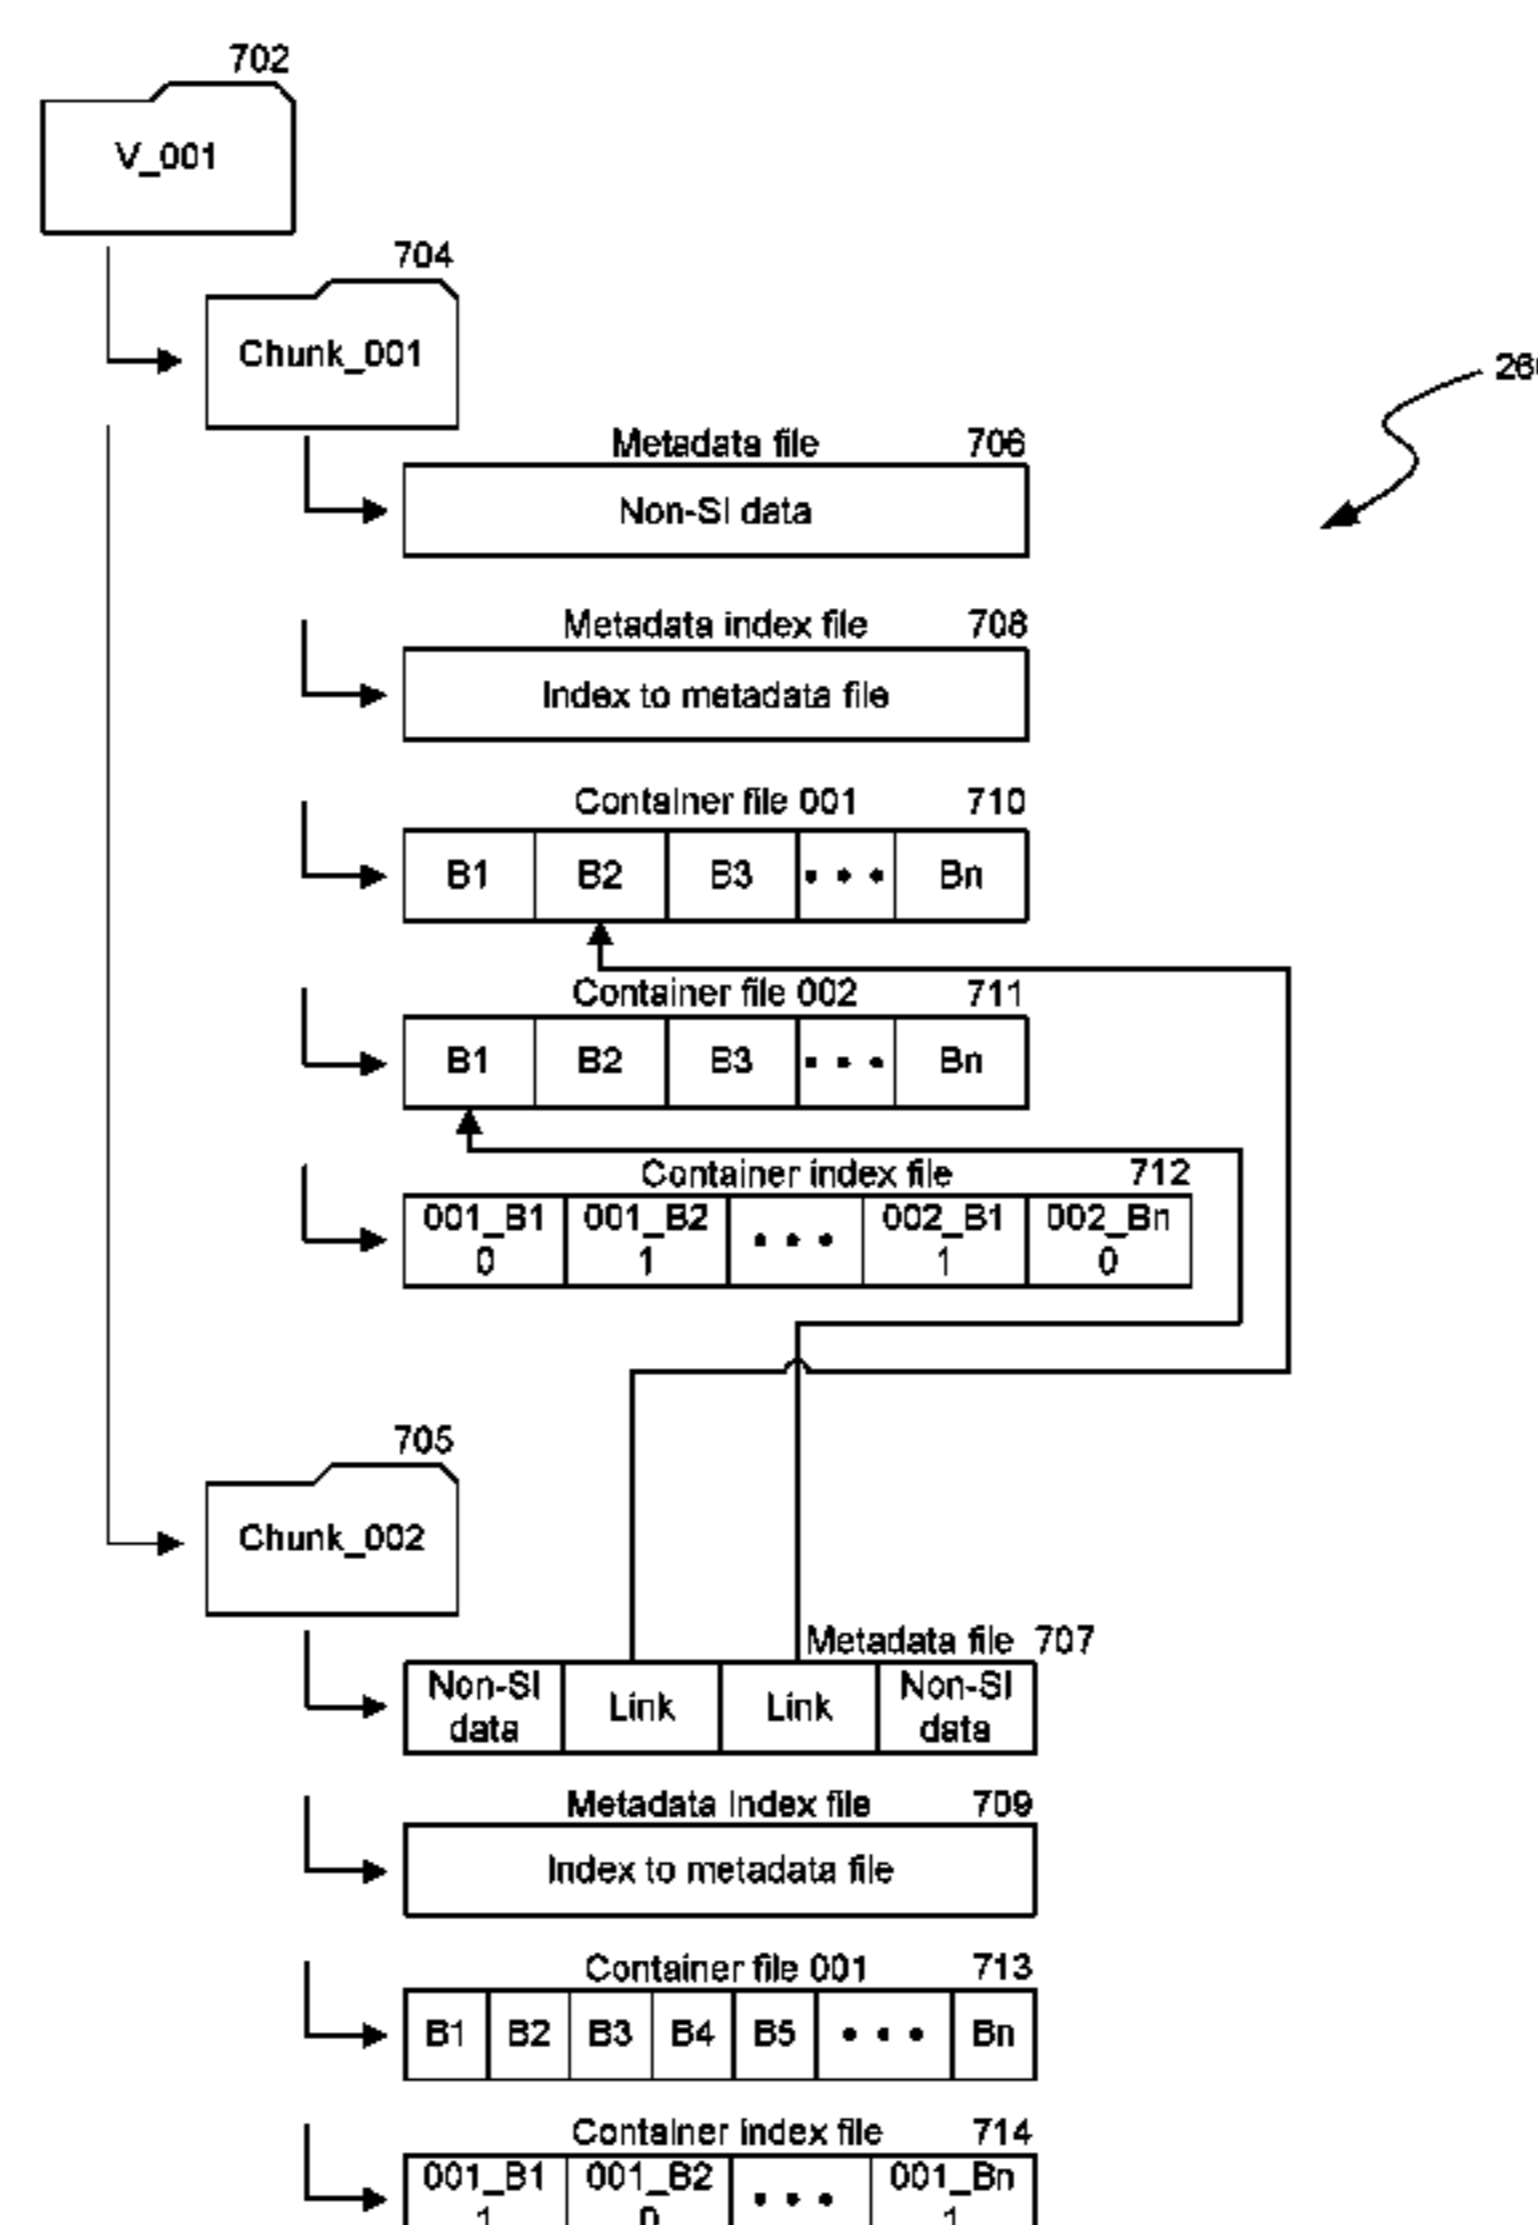 702
V_001
704
Chunk_001
Metadata file 706
Non-SI data
Metadata index file 708
Index to metadata file
Container file 001 710
B1 B2 B3 • • • Bn
Container file 002 711
B1 B2 B3 • • • Bn
Container index file 712
001_B1 001_B2 • • • 002_B1 002_Bn
0 1 1 0
705
Chunk_002
Metadata file 707
Non-SI Link Link Non-SI
data data
Metadata index file 709
Index to metadata file
Container file 001 713
B1 B2 B3 B4 B5 • • • Bn
Container index file 714
001_B1 001_B2 • • • 001_Bn
1 0 1